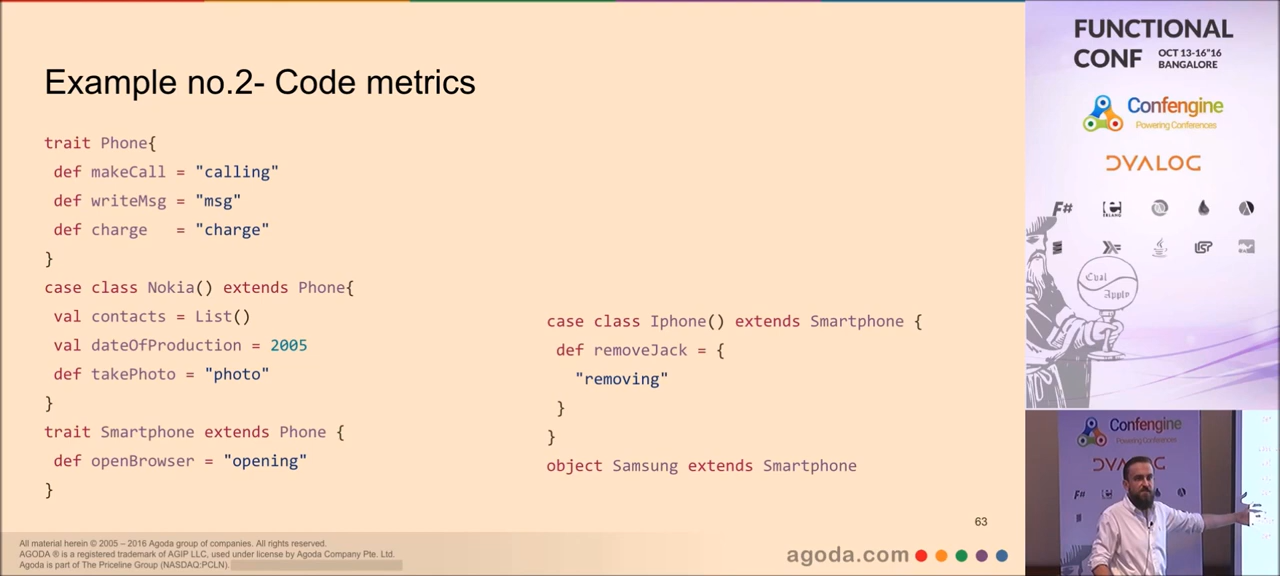 Example no.2- Code metrics
trait Phone{
def makeCall = "calling"
def writeMsg = "msg"
def charge   = "charge"
}
case class Nokia() extends Phone{
val contacts = List()
val dateOfProduction = 2005
def takePhoto = "photo"
}
trait Smartphone extends Phone {
def openBrowser = "opening"
}
case class Iphone() extends Smartphone {
def removeJack = {
"removing"
}
}
object Samsung extends Smartphone
63
All material herein © 2005 – 2016 Agoda group of companies. All rights reserved.
AGODA ® is a registered trademark of AGIP LLC, used under license by Agoda Company Pte. Ltd.
Agoda is part of The Priceline Group (NASDAQ:PCLN).
agoda.com
FUNCTIONAL
CONF
OCT 13-16"16
BANGALORE
Confengine
Powering Conferences
DYALOG
F#
ERLANG
LISP
Eval
Apply
Confengine
Powering Conferences
DYALOG
F#